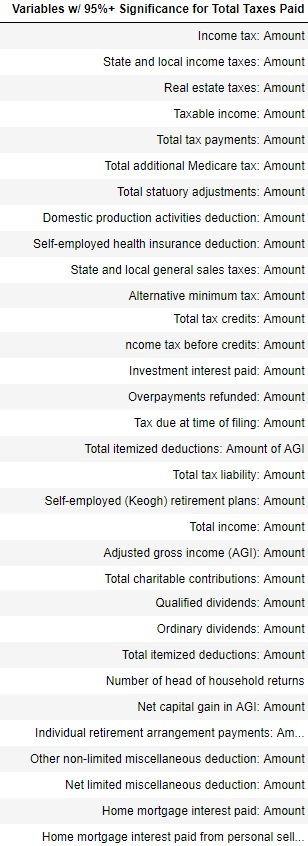 Variables w/ 95%+ Significance for Total Taxes Paid
Income tax: Amount
State and local income taxes: Amount
Real estate taxes: Amount
Taxable income: Amount
Total tax payments: Amount
Total additional Medicare tax: Amount
Total statuory adjustments: Amount
Domestic production activities deduction: Amount
Self-employed health insurance deduction: Amount
State and local general sales taxes: Amount
Alternative minimum tax: Amount
Total tax credits: Amount
ncome tax before credits: Amount
Investment interest paid: Amount
Overpayments refunded: Amount
Tax due at time of filing: Amount
Total itemized deductions: Amount of AGI
Total tax liability: Amount
Self-employed (Keogh) retirement plans: Amount
Total income: Amount
Adjusted gross income (AGI): Amount
Total charitable contributions: Amount
Qualified dividends: Amount
Ordinary dividends: Amount
Total itemized deductions: Amount
Number of head of household returns
Net capital gain in AGI: Amount
Individual retirement arrangement payments: Am...
Other non-limited miscellaneous deduction: Amount
Net limited miscellaneous deduction: Amount
Home mortgage interest paid: Amount
Home mortgage interest paid from personal sell...